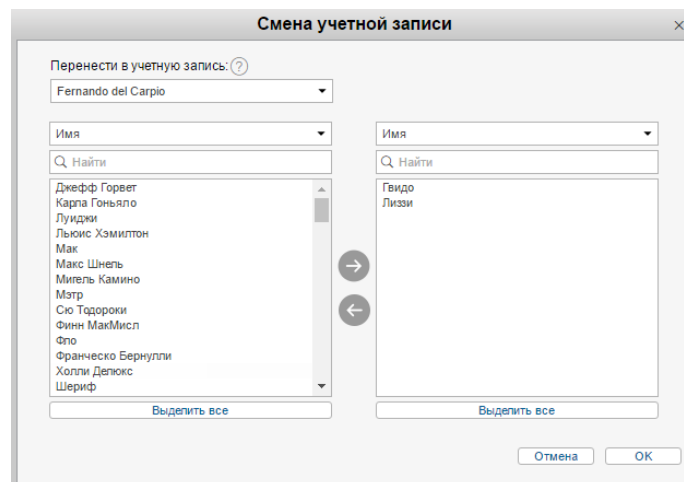 Смена учетной записи
Перенести в учетную запись: ?
Fernando del Carpio
Имя
Найти
Джефф Горвет
Карла Гоньяло
Луиджи
Льюис Хэмилтон
Мак
Макс Шнель
Мигель Камино
Мэтр
Сю Тодороки
Финн МакМисл
Фло
Франческо Бернулли
Холли Делюкс
Шериф
Выделить все
Имя
Найти
Гвидо
Лиззи
Выделить все
Отмена
OK